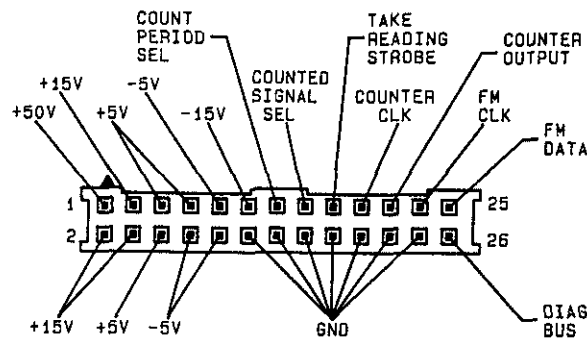 COUNT
PERIOD
SEL
TAKE
READING
STROBE
COUNTER
OUTPUT
+15V
-5V
COUNTED
SIGNAL
SEL
COUNTER
CLK
FM
CLK
+50V
+5V
-15V
FM
DATA
1
25
2
26
+15V
+5V
-5V
GND
DIAG
BUS